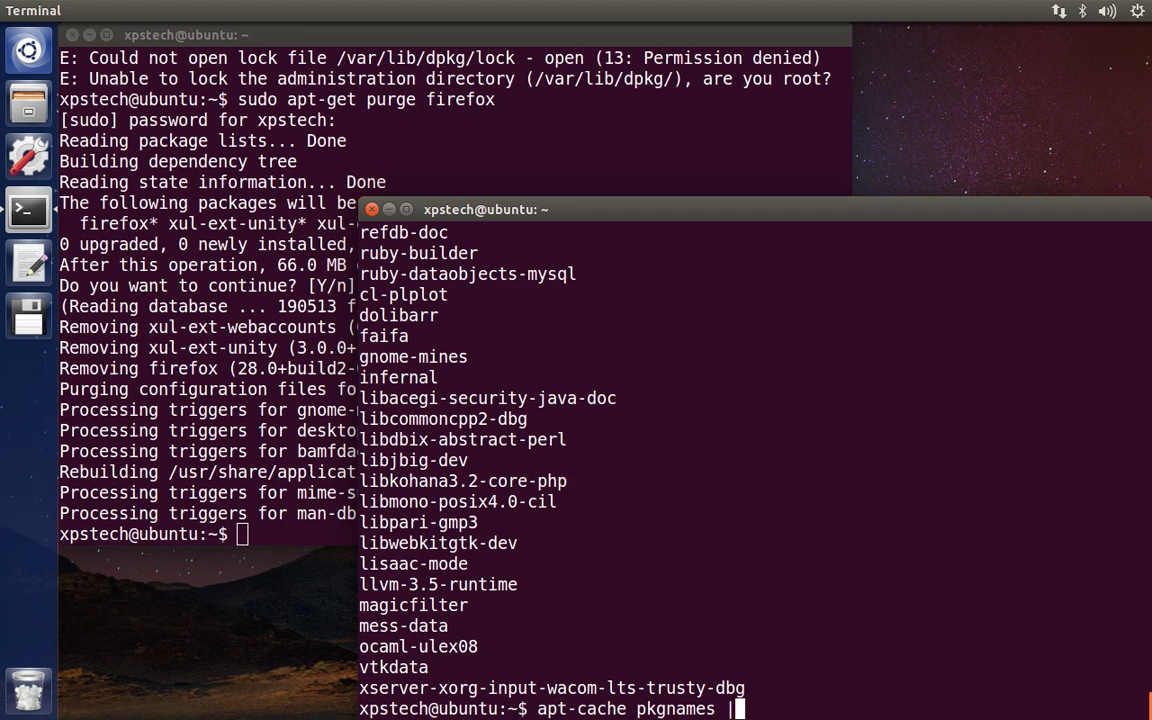 Terminal
xpstech@ubuntu: ~
E: Could not open lock file /var/lib/dpkg/lock - open (13: Permission denied)
E: Unable to lock the administration directory (/var/lib/dpkg/), are you root?
xpstech@ubuntu:~$ sudo apt-get purge firefox
[sudo] password for xpstech:
Reading package lists... Done
Building dependency tree
Reading state information... Done
The following packages will be
firefox* xul-ext-unity* xul-
0 upgraded, 0 newly installed,
After this operation, 66.0 MB
Do you want to continue? [Y/n]
(Reading database ... 190513 f
Removing xul-ext-webaccounts (
Removing xul-ext-unity (3.0.0+
Removing firefox (28.0+build2-
Purging configuration files fo
Processing triggers for gnome-
Processing triggers for deskto
Processing triggers for bamfda
Rebuilding /usr/share/applicat
Processing triggers for mime-s
Processing triggers for man-db
xpstech@ubuntu:~$
xpstech@ubuntu: ~
refdb-doc
ruby-builder
ruby-dataobjects-mysql
cl-plplot
dolibarr
faifa
gnome-mines
infernal
libacegi-security-java-doc
libcommoncpp2-dbg
libdbix-abstract-perl
libjbig-dev
libkohana3.2-core-php
libmono-posix4.0-cil
libpari-gmp3
libwebkitgtk-dev
lisaac-mode
llvm-3.5-runtime
magicfilter
mess-data
ocaml-ulex08
vtkdata
xserver-xorg-input-wacom-lts-trusty-dbg
xpstech@ubuntu:~$ apt-cache pkgnames |